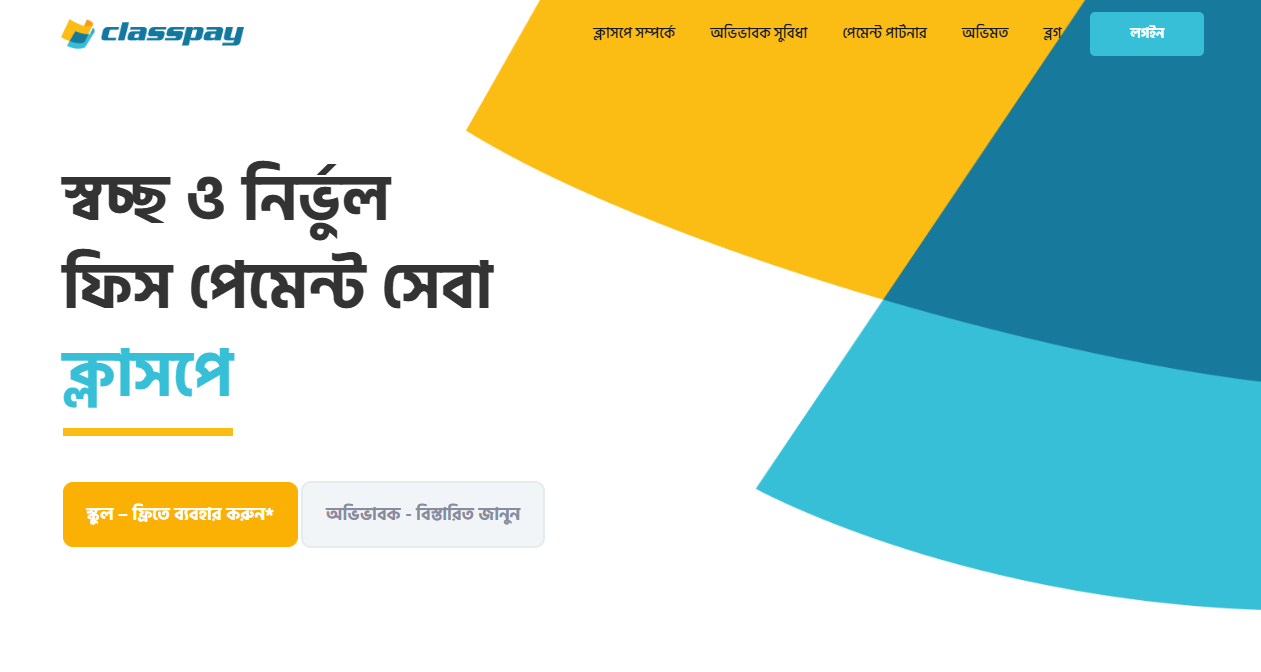 classpay
ক্লাসপে সম্পর্কে
অভিভাবক সুবিধা
পেমেন্ট পার্টনার
অভিমত
ব্লগ
লগইন
স্বচ্ছ ও নির্ভুল
ফিস পেমেন্ট সেবা
ক্লাসপে
স্কুল – ফ্রিতে ব্যবহার করুন*
অভিভাবক - বিস্তারিত জানুন